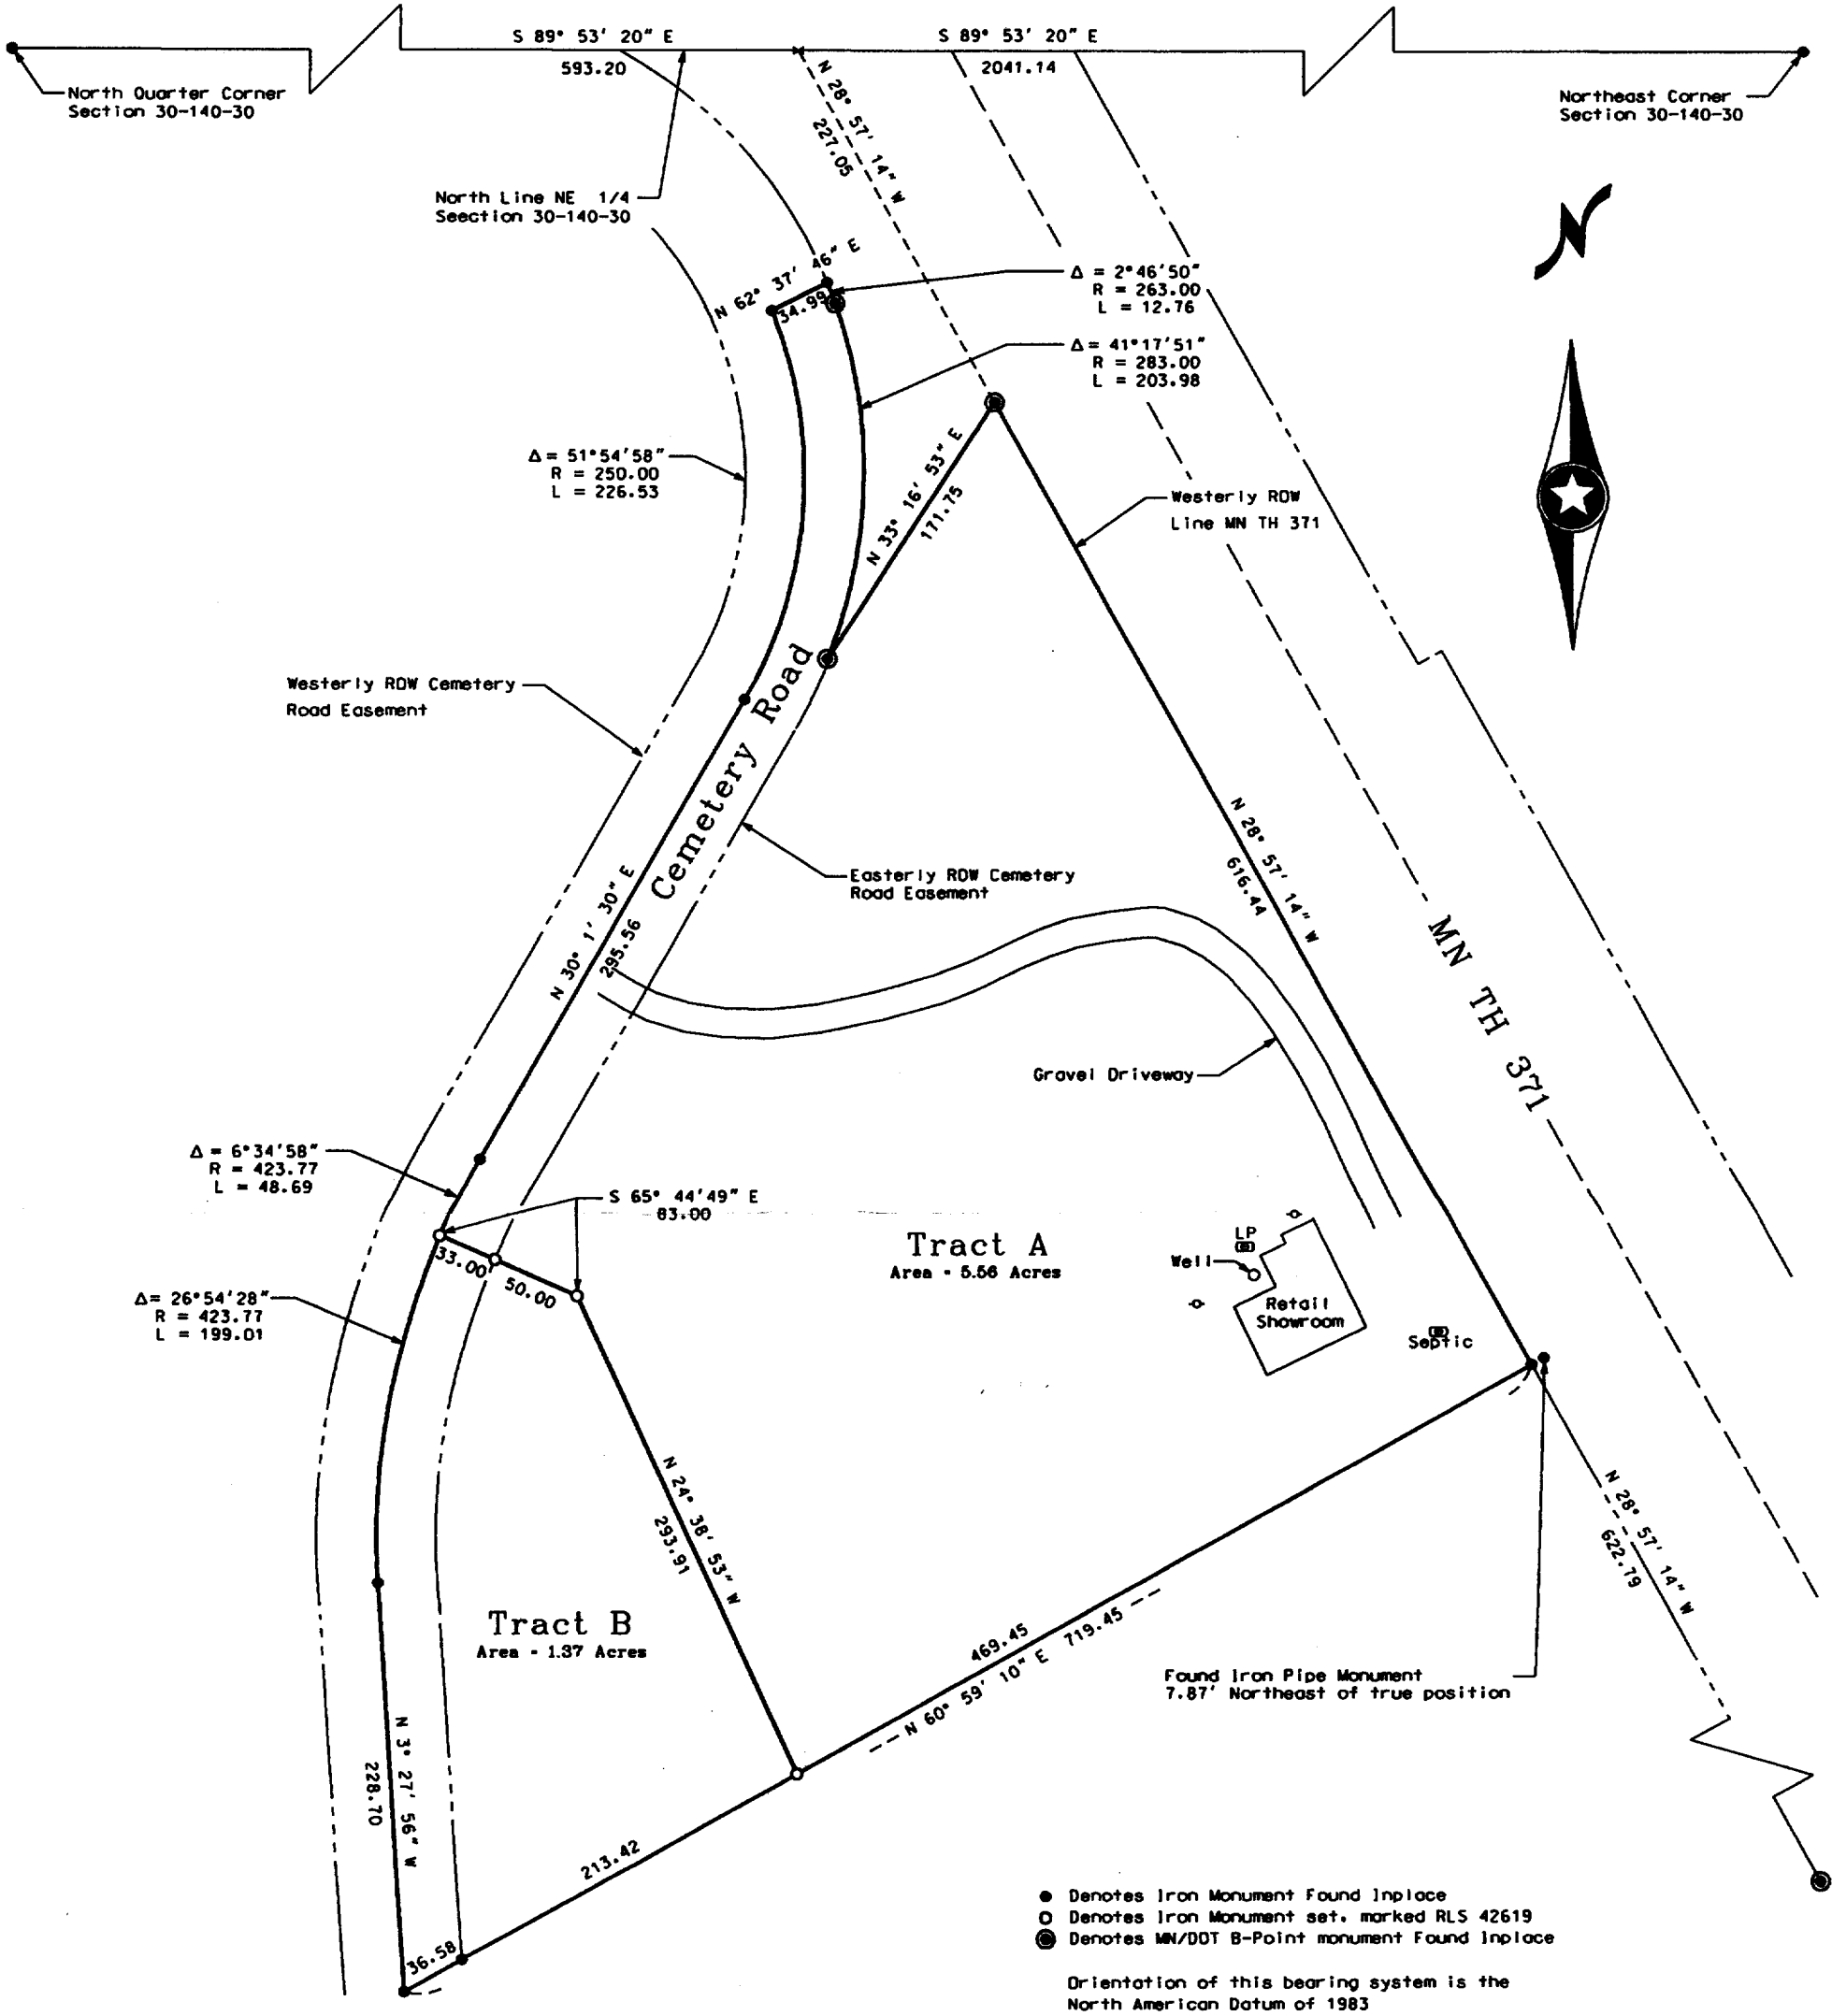 S 89° 53' 20" E
593.20
S 89° 53' 20" E
2041.14
North Quarter Corner
Section 30-140-30
Northeast Corner
Section 30-140-30
N 28° 57' 14" W
227.05
North Line NE 1/4
Seection 30-140-30
N 62° 37' 46" E
34.99
Δ = 2°46'50"
R = 263.00
L = 12.76
Δ = 41°17'51"
R = 283.00
L = 203.98
Δ = 51°54'58"
R = 250.00
L = 226.53
N 33° 16' 53" E
171.75
Westerly ROW
Line MN TH 371
Westerly ROW Cemetery
Road Easement
Cemetery Road
N 28° 57' 14" W
616.44
Easterly ROW Cemetery
Road Easement
N 30° 1' 30" E
295.56
MN TH 371
Gravel Driveway
Δ = 6°34'58"
R = 423.77
L = 48.69
S 65° 44'49" E
83.00
33.00
50.00
Tract A
Area - 5.56 Acres
LP
Well
Retail
Showroom
Septic
Δ = 26°54'28"
R = 423.77
L = 199.01
N 24° 38' 53" W
293.91
N 28° 57' 14" W
622.79
Tract B
Area - 1.37 Acres
469.45
N 60° 59' 10" E 719.45
Found Iron Pipe Monument
7.87' Northeast of true position
N 3° 27' 56" W
228.70
213.42
36.58
Denotes Iron Monument Found Inplace
Denotes Iron Monument set. marked RLS 42619
Denotes MN/DOT B-Point monument Found Inplace
Orientation of this bearing system is the
North American Datum of 1983